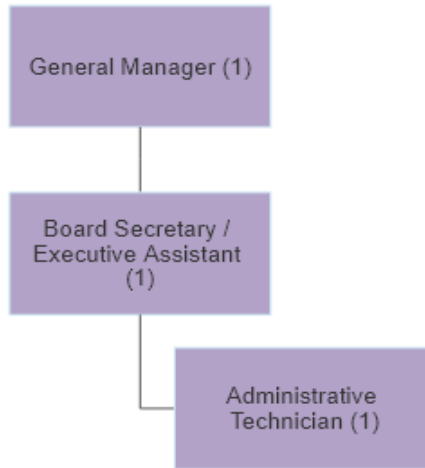 General Manager (1)
Board Secretary /
Executive Assistant
(1)
Administrative
Technician (1)